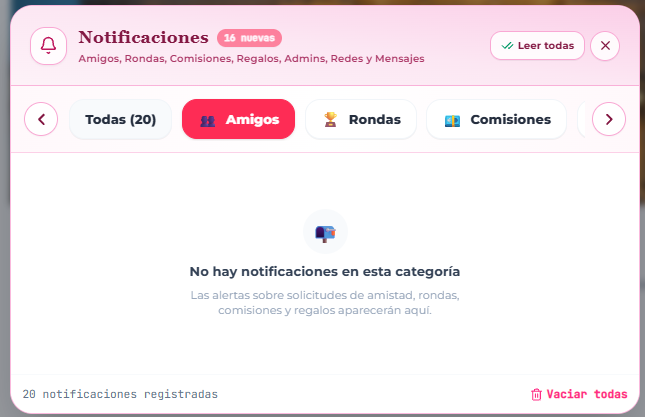 Notificaciones 16 nuevas
Amigos, Rondas, Comisiones, Regalos, Admins, Redes y Mensajes
Leer todas
Todas (20) Amigos Rondas Comisiones
No hay notificaciones en esta categoría
Las alertas sobre solicitudes de amistad, rondas,
comisiones y regalos aparecerán aquí.
20 notificaciones registradas
Vaciar todas